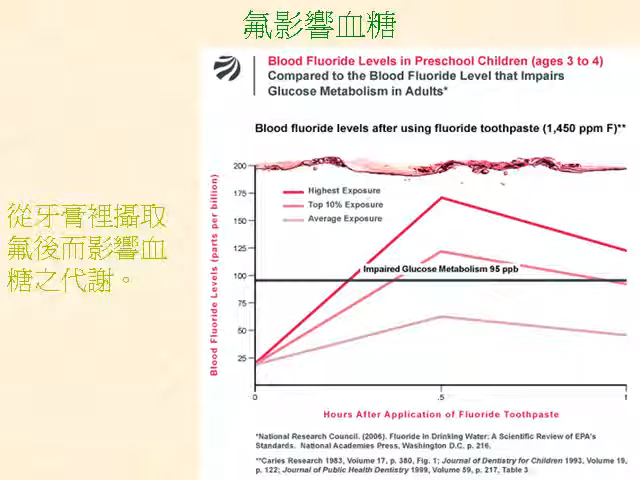 氟影響血糖
Blood Fluoride Levels in Preschool Children (ages 3 to 4)
Compared to the Blood Fluoride Level that Impairs
Glucose Metabolism in Adults*
Blood fluoride levels after using fluoride toothpaste (1,450 ppm F)**
從牙膏裡攝取
氟後而影響血
糖之代謝。
Blood Fluoride Levels (parts per billion)
200
175
150
125
100
75
50
25
Highest Exposure
Top 10% Exposure
Average Exposure
Impaired Glucose Metabolism 95 ppb
0
.5
1
Hours After Application of Fluoride Toothpaste
*National Research Council. (2006). Fluoride in Drinking Water: A Scientific Review of EPA's
Standards. National Academies Press, Washington D.C. p. 216.
**Caries Research 1983, Volume 17, p. 380, Fig. 1; Journal of Dentistry for Children 1993, Volume 19,
p. 122; Journal of Public Health Dentistry 1999, Volume 59, p. 217, Table 3